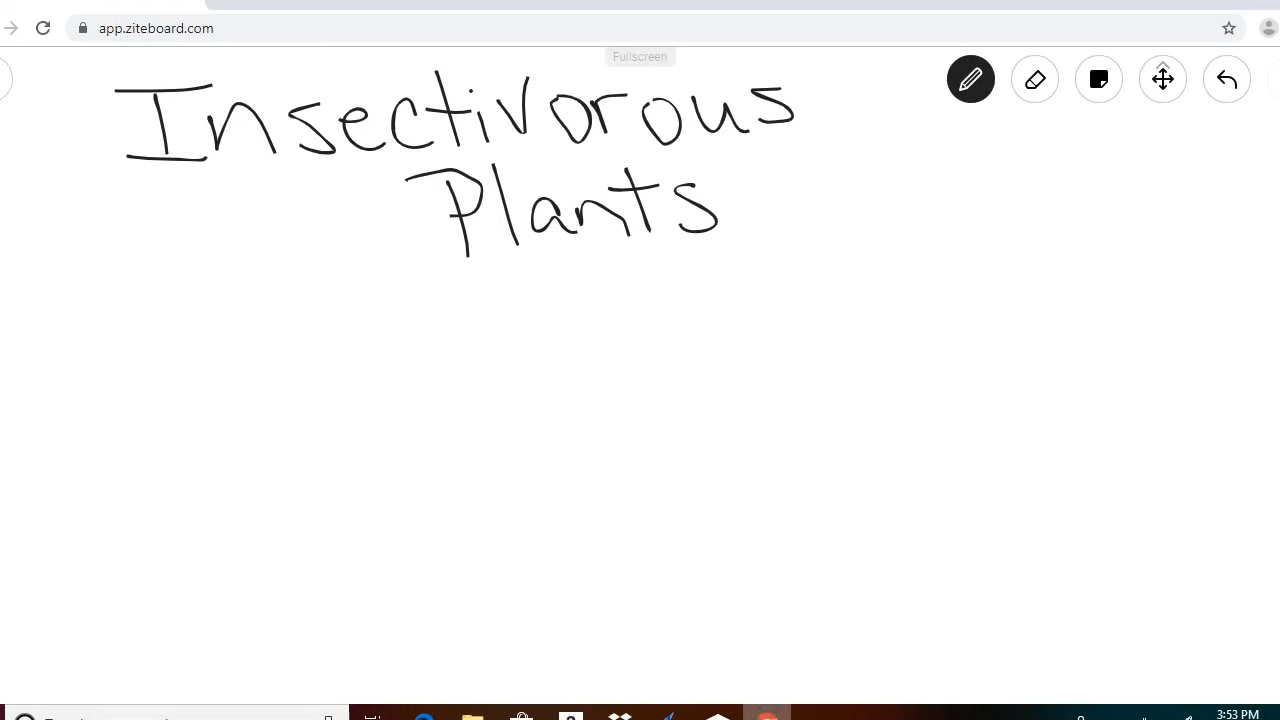 app.ziteboard.com
Fullscreen
Insectivorous
Plants
3:53 PM